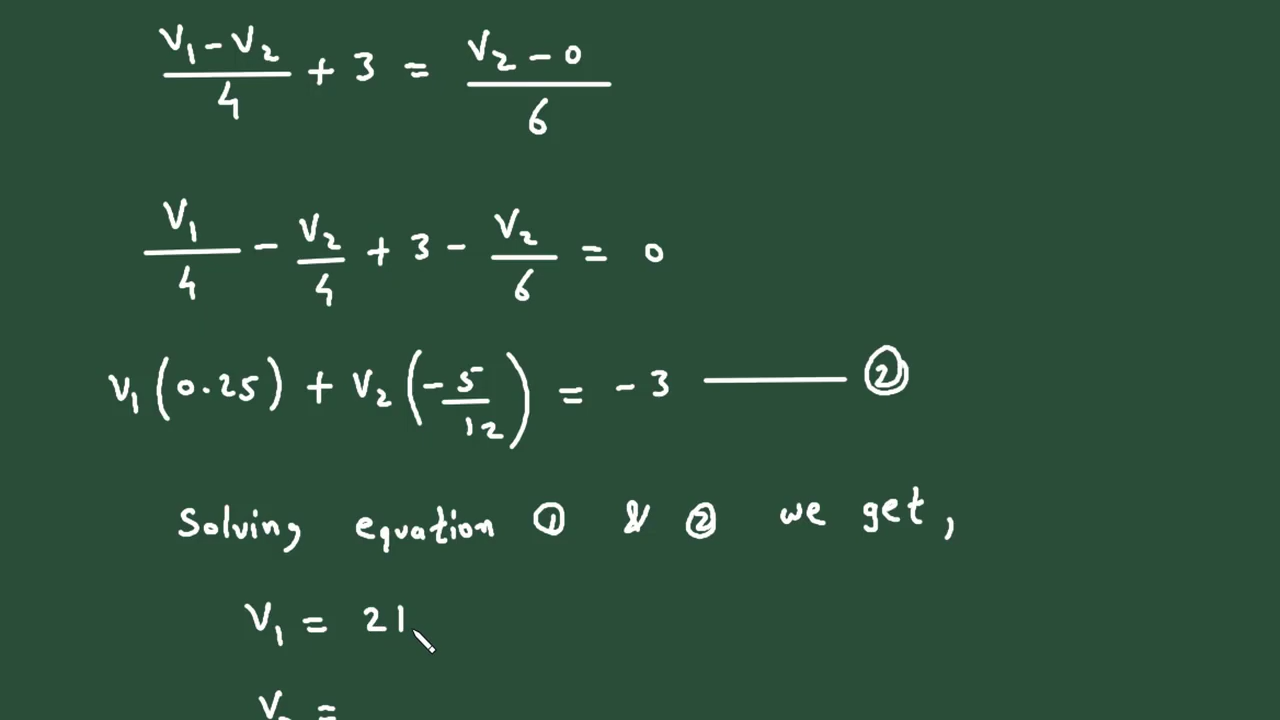 V₁ - V₂ / 4 + 3 = V₂ - 0 / 6
V₁ / 4 - V₂ / 4 + 3 - V₂ / 6 = 0
V₁ (0.25) + V₂ (-5 / 12) = -3 —— ②
Solving equation ① & ② we get,
V₁ = 21
V₂ =